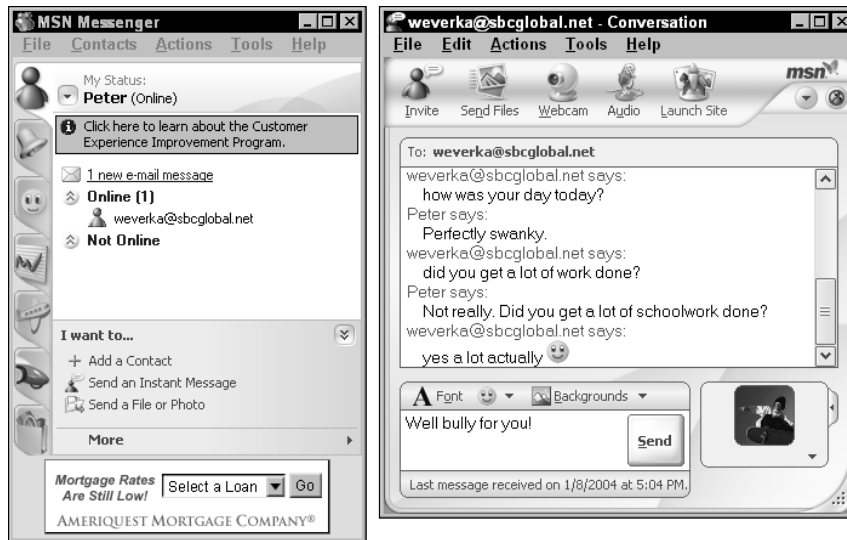 MSN Messenger
File Contacts Actions Tools Help
My Status:
Peter (Online)
Click here to learn about the Customer
Experience Improvement Program.
1 new e-mail message
Online (1)
weverka@sbcglobal.net
Not Online
I want to...
Add a Contact
Send an Instant Message
Send a File or Photo
More
Mortgage Rates
Are Still Low!
Select a Loan Go
AMERIQUEST MORTGAGE COMPANY®
weverka@sbcglobal.net - Conversation
File Edit Actions Tools Help
msn
Invite Send Files Webcam Audio Launch Site
To: weverka@sbcglobal.net
weverka@sbcglobal.net says:
how was your day today?
Peter says:
Perfectly swanky.
weverka@sbcglobal.net says:
did you get a lot of work done?
Peter says:
Not really. Did you get a lot of schoolwork done?
weverka@sbcglobal.net says:
yes a lot actually
A Font Backgrounds
Well bully for you!
Send
Last message received on 1/8/2004 at 5:04 PM.